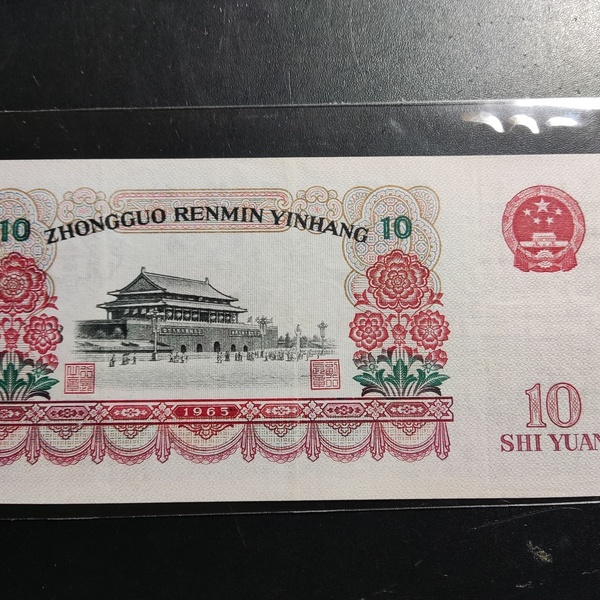 10 ZHONGGUO RENMIN YINHANG 10
1965
10
SHI YUAN